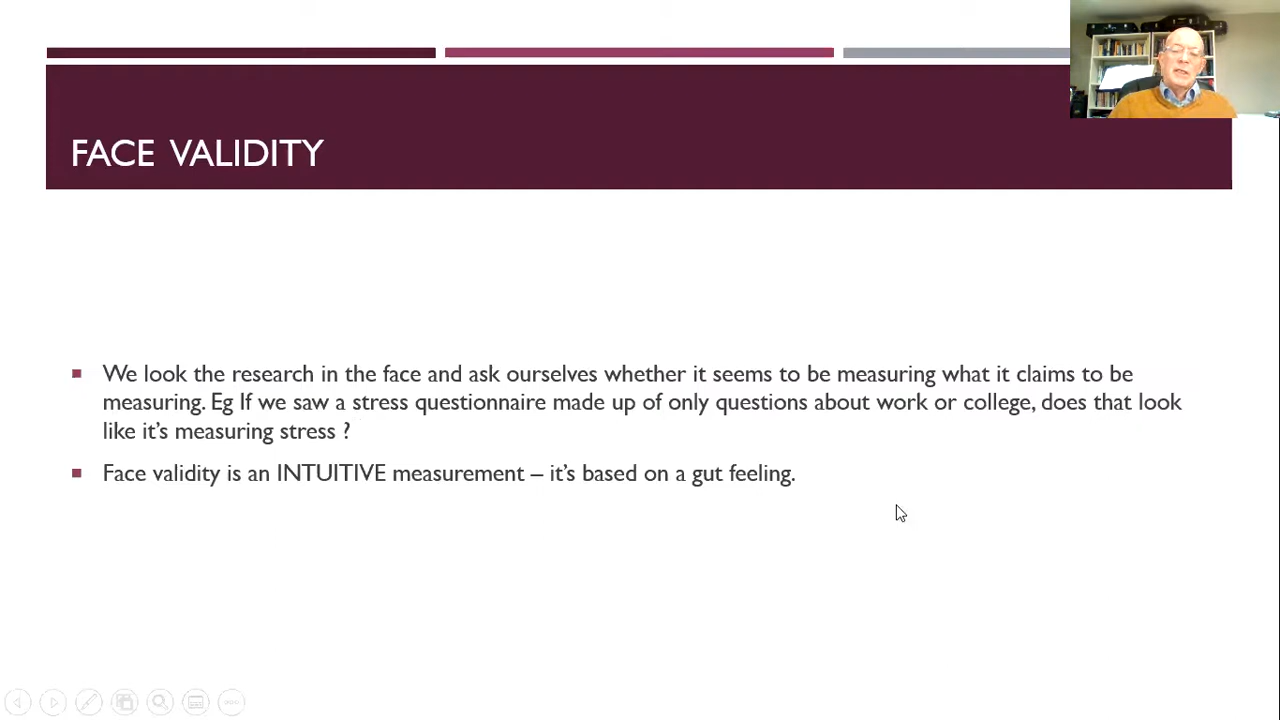 FACE VALIDITY
We look the research in the face and ask ourselves whether it seems to be measuring what it claims to be
measuring. Eg If we saw a stress questionnaire made up of only questions about work or college, does that look
like it's measuring stress ?
Face validity is an INTUITIVE measurement – it's based on a gut feeling.